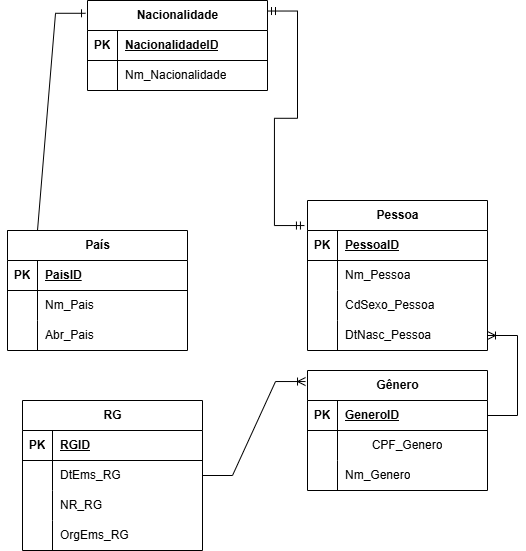 Nacionalidade
PK NacionalidadeID
Nm_Nacionalidade
Pessoa
PK PessoaID
Nm_Pessoa
CdSexo_Pessoa
DtNasc_Pessoa
País
PK PaisID
Nm_Pais
Abr_Pais
Gênero
PK GeneroID
CPF_Genero
Nm_Genero
RG
PK RGID
DtEms_RG
NR_RG
OrgEms_RG